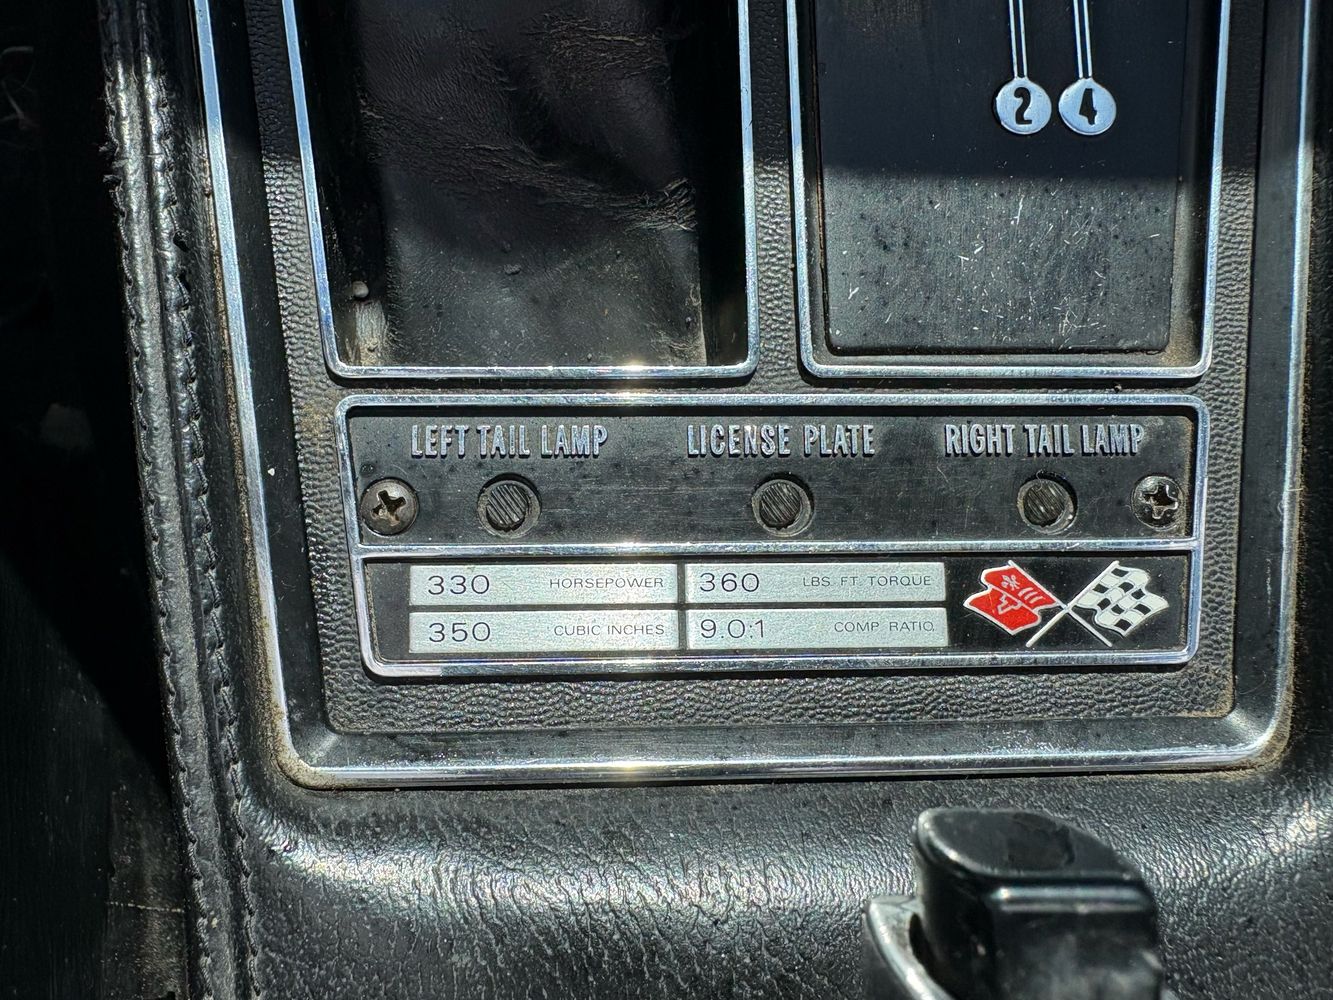 2 4
LEFT TAIL LAMP LICENSE PLATE RIGHT TAIL LAMP
330 HORSEPOWER 360 LBS. FT. TORQUE
350 CUBIC INCHES 9.0:1 COMP RATIO